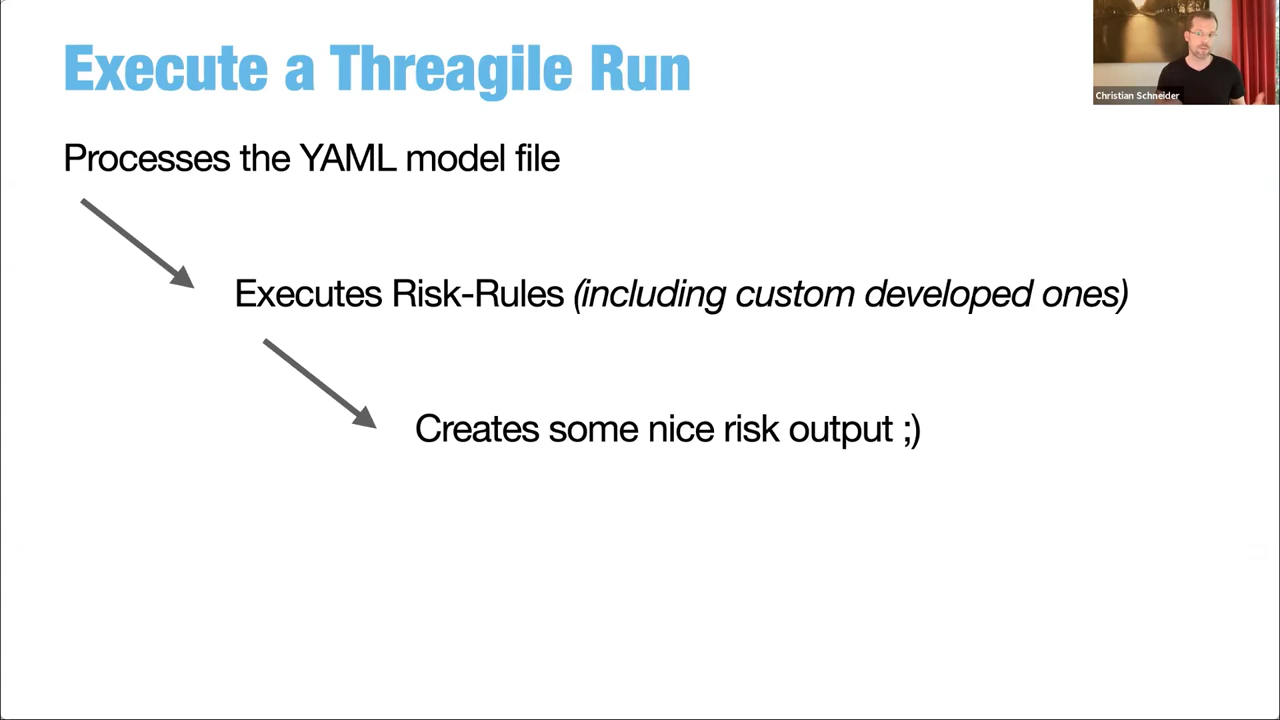 Execute a Threagile Run
Christian Schneider
Processes the YAML model file
Executes Risk-Rules (including custom developed ones)
Creates some nice risk output ;)